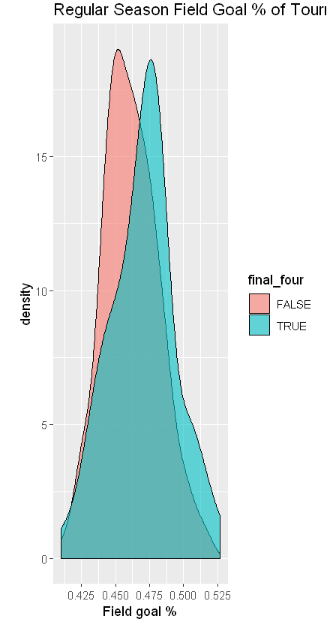 Regular Season Field Goal % of Tour
density
15
10
5
0
0.425 0.450 0.475 0.500 0.525
Field goal %
final_four
FALSE
TRUE